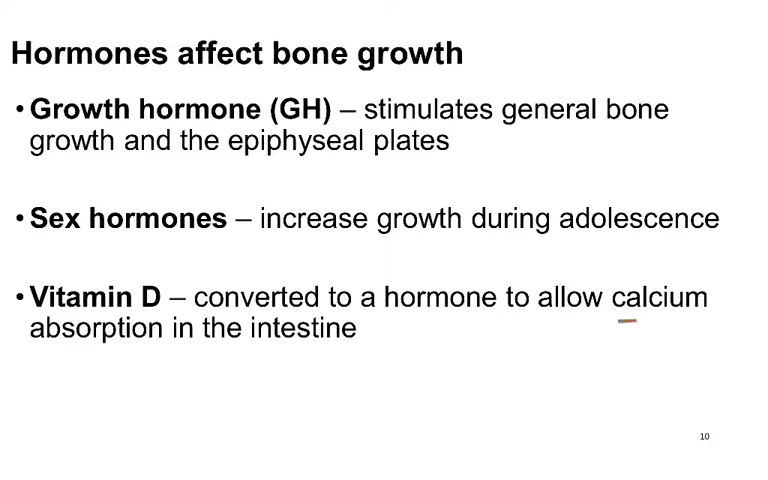 Hormones affect bone growth
• Growth hormone (GH) – stimulates general bone
growth and the epiphyseal plates
• Sex hormones – increase growth during adolescence
• Vitamin D – converted to a hormone to allow calcium
absorption in the intestine
10